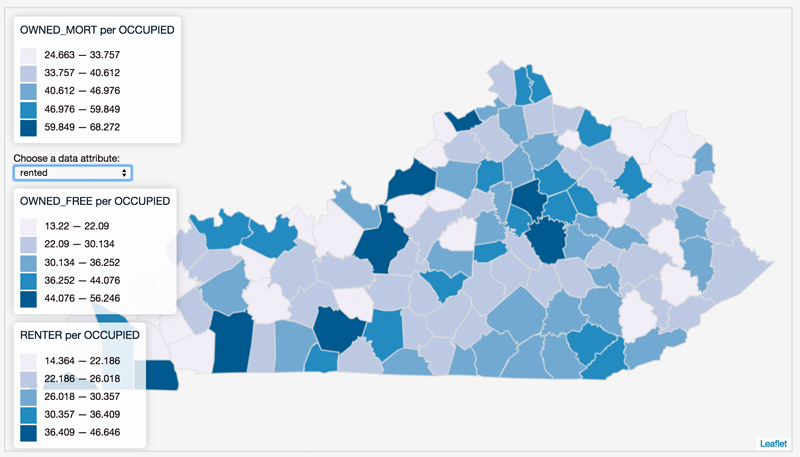 OWNED_MORT per OCCUPIED
24.663 — 33.757
33.757 — 40.612
40.612 — 46.976
46.976 — 59.849
59.849 — 68.272
Choose a data attribute:
rented
OWNED_FREE per OCCUPIED
13.22 — 22.09
22.09 — 30.134
30.134 — 36.252
36.252 — 44.076
44.076 — 56.246
RENTER per OCCUPIED
14.364 — 22.186
22.186 — 26.018
26.018 — 30.357
30.357 — 36.409
36.409 — 46.646
Leaflet